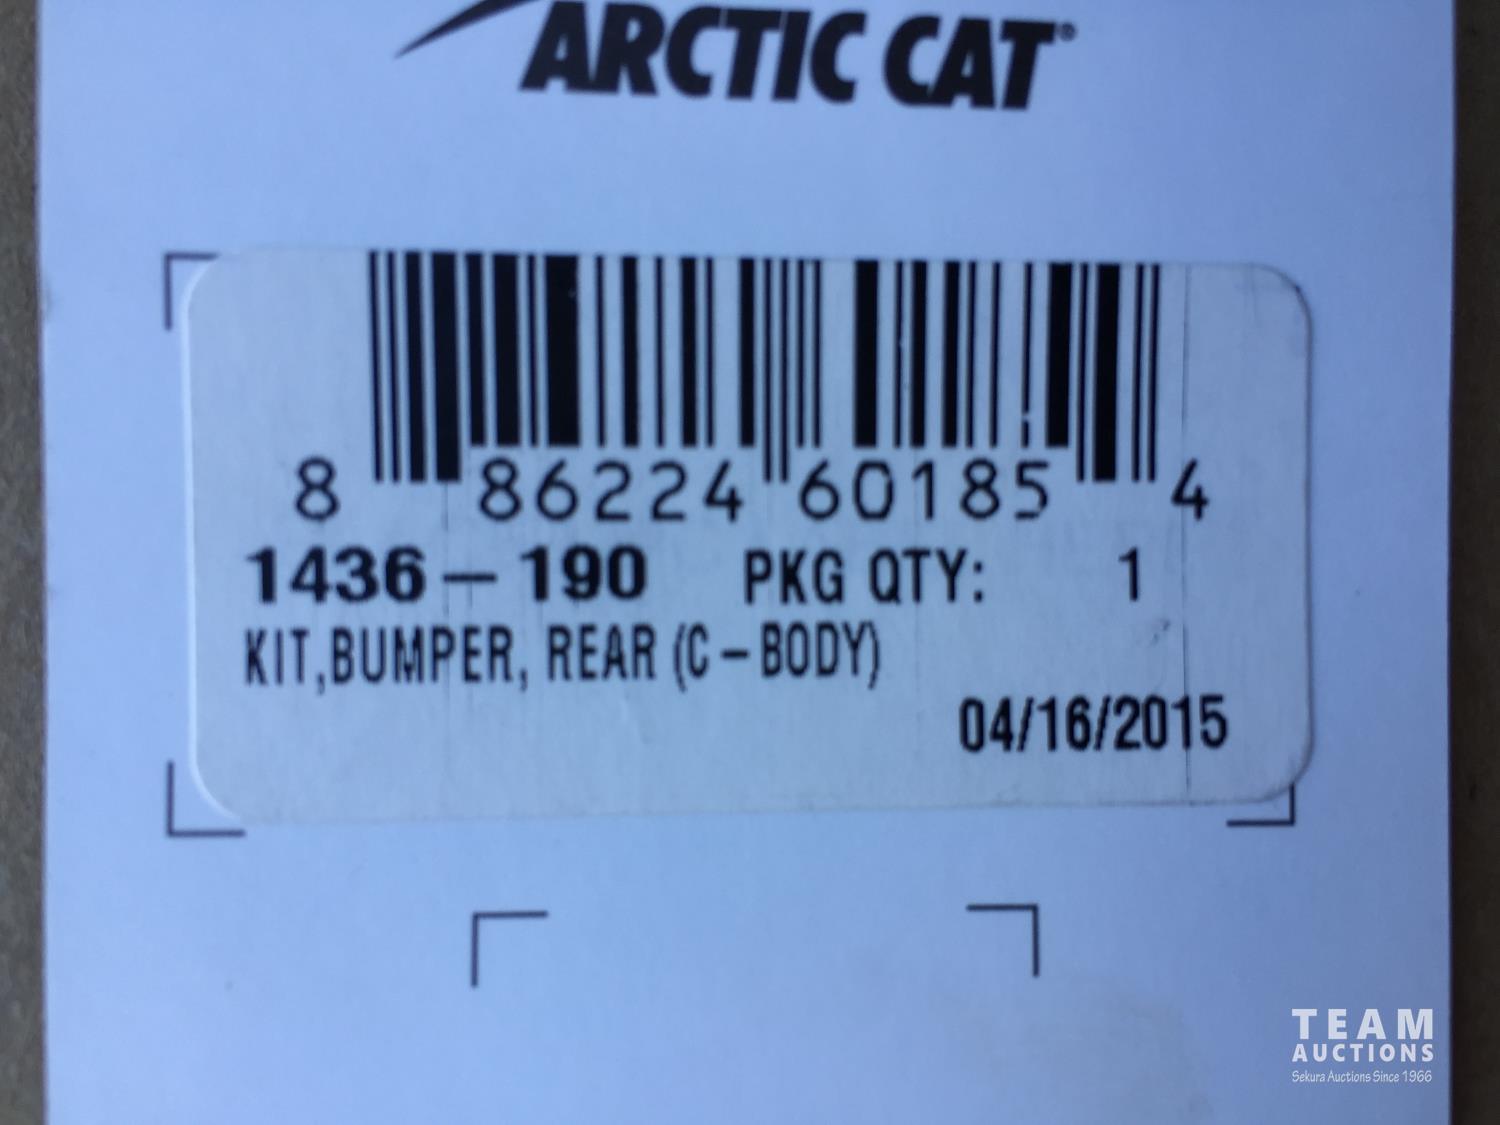 ARCTIC CAT®
8 86224 60185 4
1436-190 PKG QTY: 1
KIT,BUMPER, REAR (C-BODY)
04/16/2015
TEAM
AUCTIONS
Sekura Auctions Since 1966